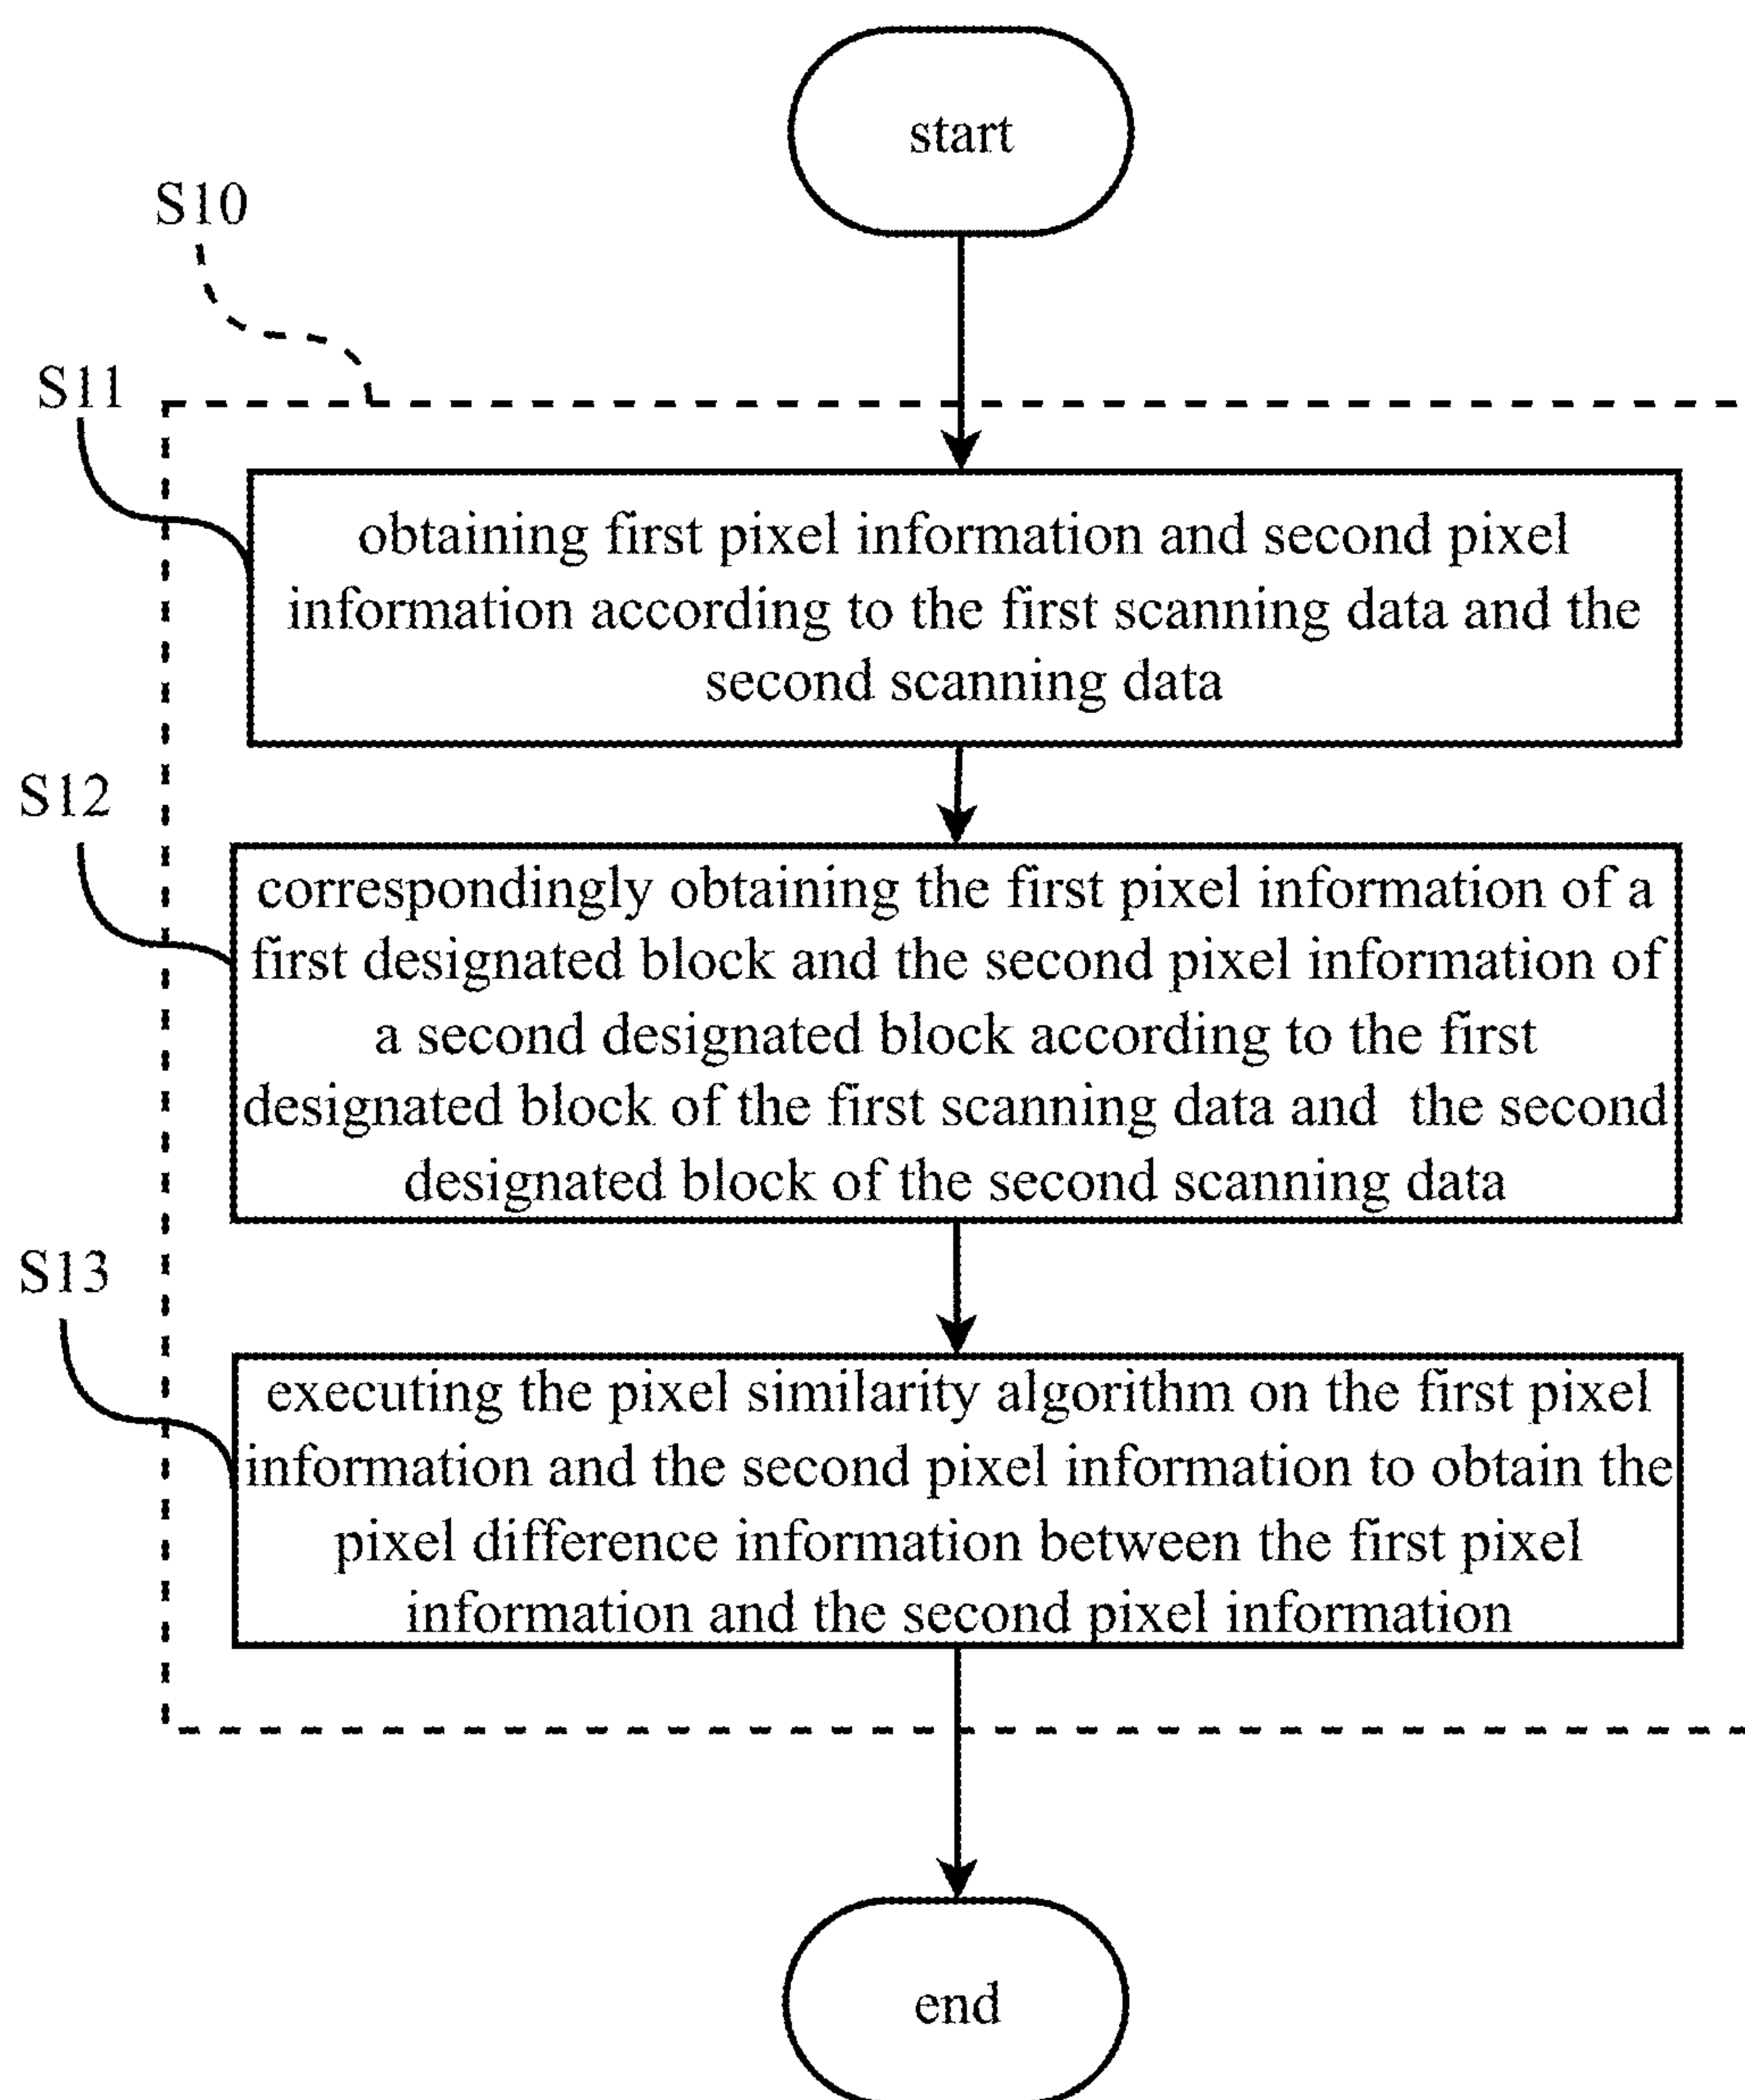 start
S10
S11
obtaining first pixel information and second pixel
information according to the first scanning data and the
second scanning data
S12
correspondingly obtaining the first pixel information of a
first designated block and the second pixel information of
a second designated block according to the first
designated block of the first scanning data and  the second
designated block of the second scanning data
S13
executing the pixel similarity algorithm on the first pixel
information and the second pixel information to obtain the
pixel difference information between the first pixel
information and the second pixel information
end